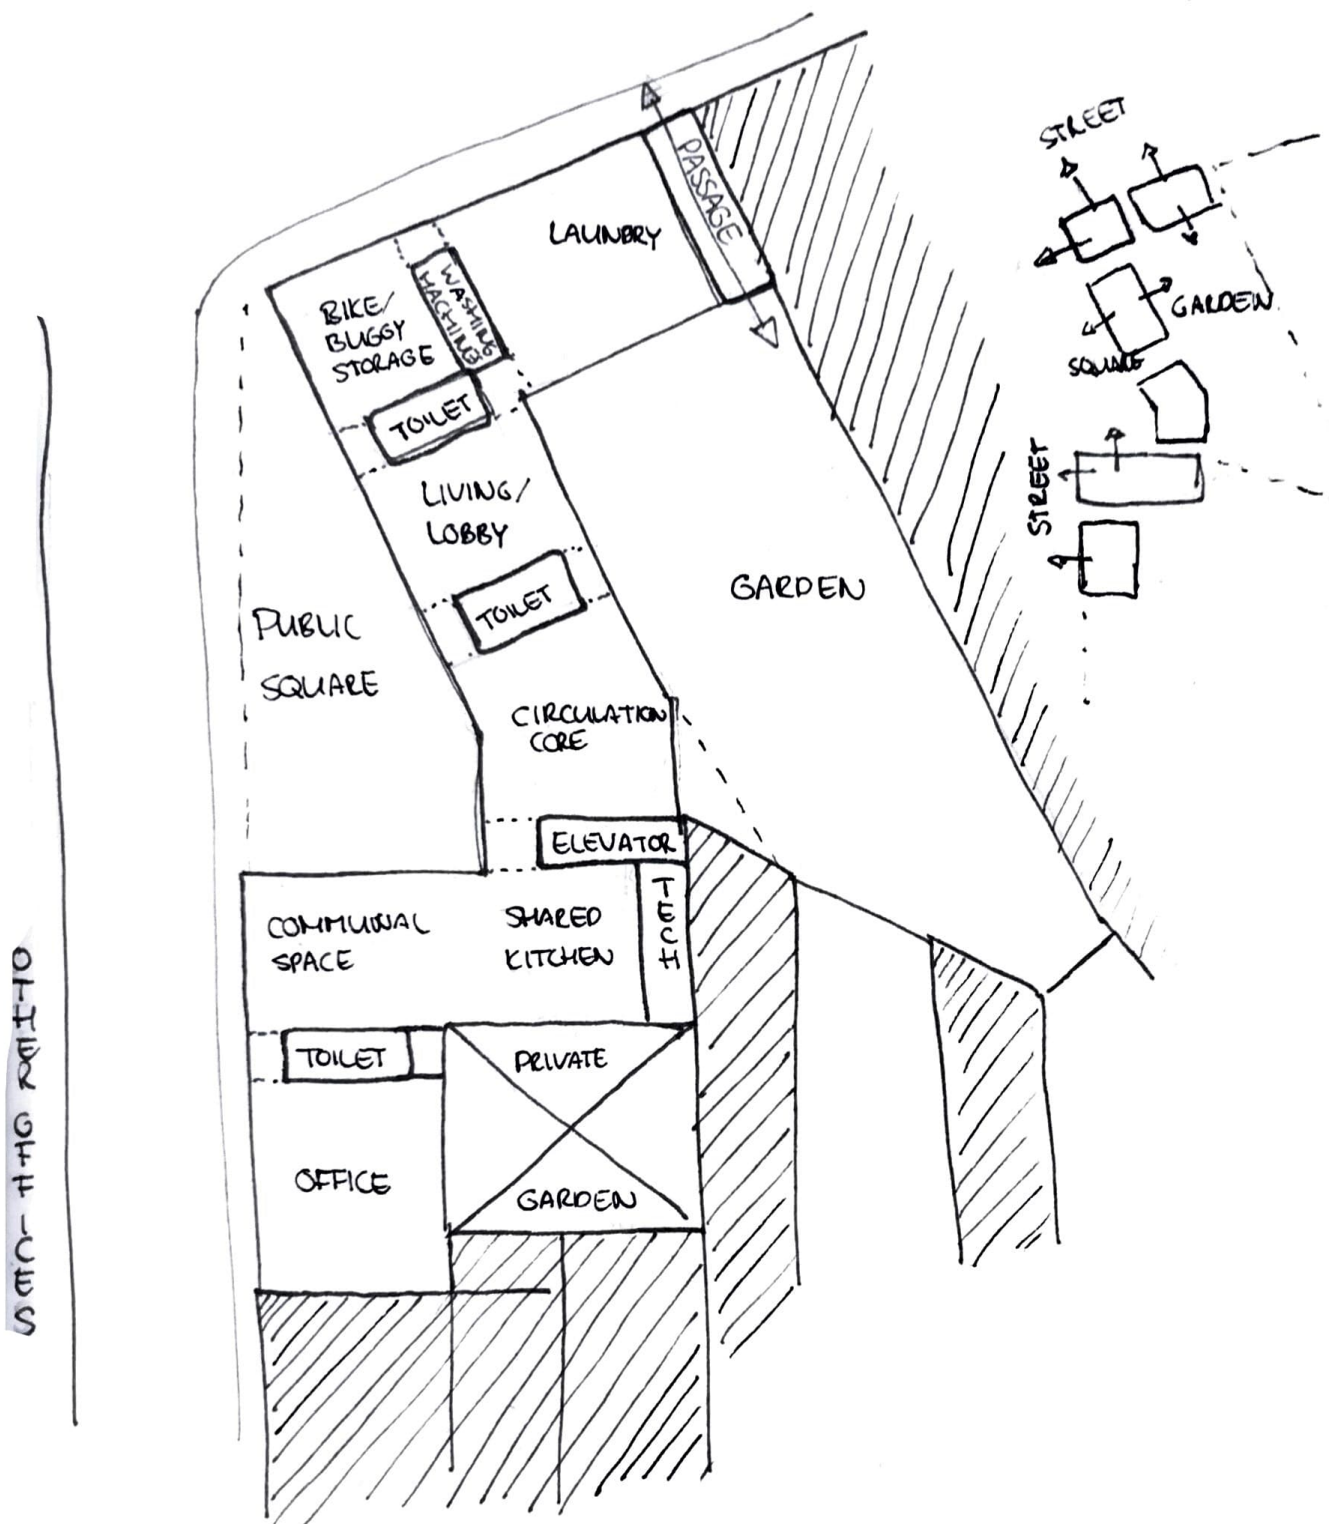 STREET
PASSAGE
LAUNDRY
WASHING
MACHINES
BIKE/
BUGGY
STORAGE
GARDEN
SQUARE
TOILET
STREET
LIVING/
LOBBY
GARDEN
TOILET
PUBLIC
SQUARE
CIRCULATION
CORE
ELEVATOR
TECH
COMMUNAL
SPACE
SHARED
KITCHEN
TOILET
PRIVATE
GARDEN
OFFICE
OTHER OFFICES